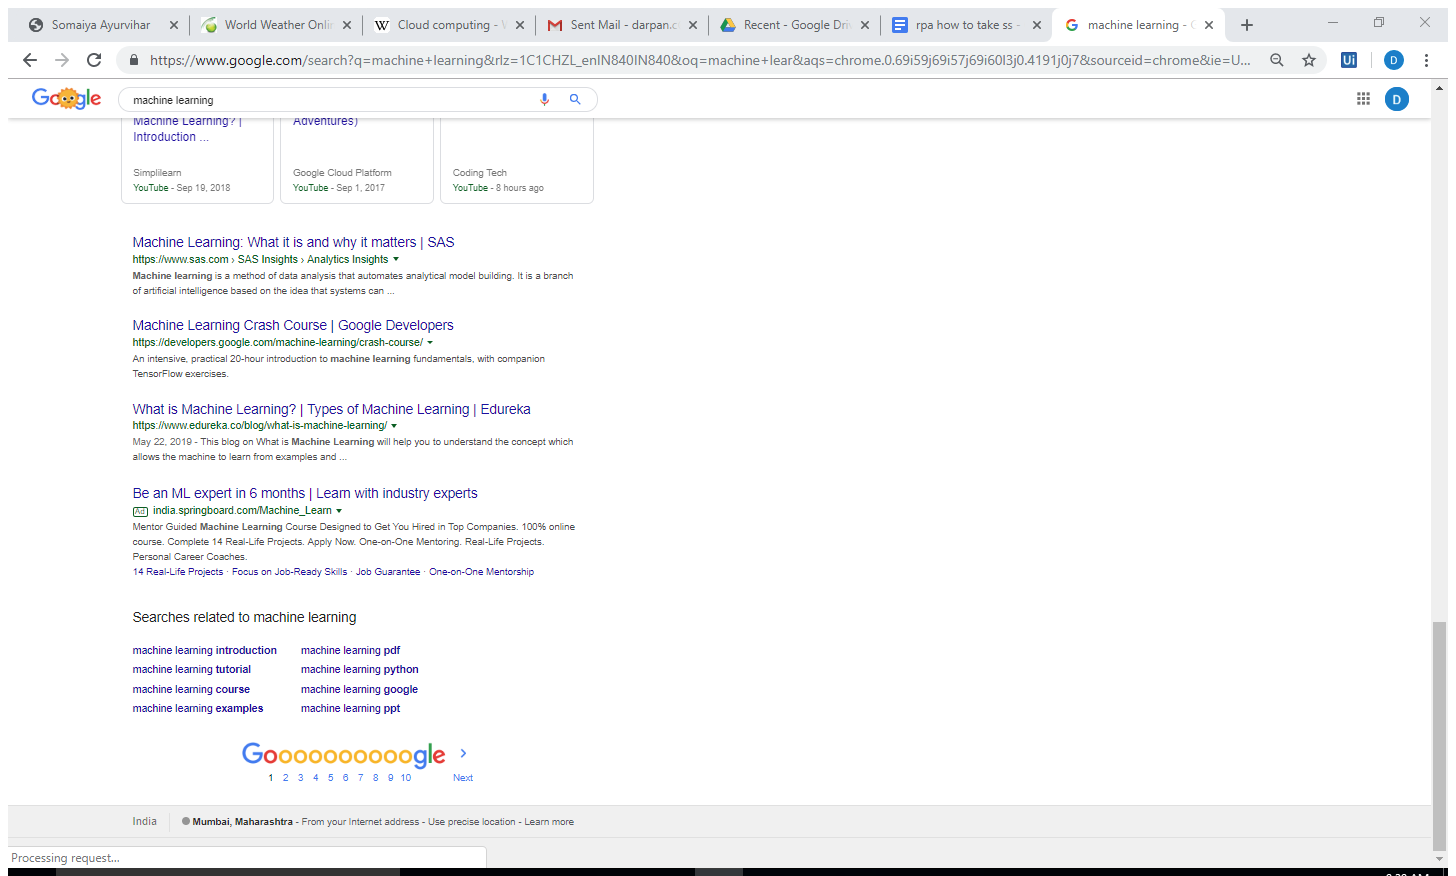 Somaiya Ayurvihar
World Weather Onlin
Cloud computing - W
Sent Mail - darpan.c
Recent - Google Dri
rpa how to take ss -
machine learning - G
https://www.google.com/search?q=machine+learning&rlz=1C1CHZL_enIN840IN840&oq=machine+lear&aqs=chrome.0.69i59j69i57j69i60l3j0.4191j0j7&sourceid=chrome&ie=U...
Ui
D
Google
machine learning
D
Machine Learning? |
Introduction ...
Adventures)
Simplilearn
YouTube - Sep 19, 2018
Google Cloud Platform
YouTube - Sep 1, 2017
Coding Tech
YouTube - 8 hours ago
Machine Learning: What it is and why it matters | SAS
https://www.sas.com › SAS Insights › Analytics Insights
Machine learning is a method of data analysis that automates analytical model building. It is a branch
of artificial intelligence based on the idea that systems can ...
Machine Learning Crash Course | Google Developers
https://developers.google.com/machine-learning/crash-course/
An intensive, practical 20-hour introduction to machine learning fundamentals, with companion
TensorFlow exercises.
What is Machine Learning? | Types of Machine Learning | Edureka
https://www.edureka.co/blog/what-is-machine-learning/
May 22, 2019 - This blog on What is Machine Learning will help you to understand the concept which
allows the machine to learn from examples and ...
Be an ML expert in 6 months | Learn with industry experts
Ad india.springboard.com/Machine_Learn
Mentor Guided Machine Learning Course Designed to Get You Hired in Top Companies. 100% online
course. Complete 14 Real-Life Projects. Apply Now. One-on-One Mentoring. Real-Life Projects.
Personal Career Coaches.
14 Real-Life Projects · Focus on Job-Ready Skills · Job Guarantee · One-on-One Mentorship
Searches related to machine learning
machine learning introduction
machine learning pdf
machine learning tutorial
machine learning python
machine learning course
machine learning google
machine learning examples
machine learning ppt
Goooooooooogle
1 2 3 4 5 6 7 8 9 10 Next
India
Mumbai, Maharashtra - From your Internet address - Use precise location - Learn more
Processing request...